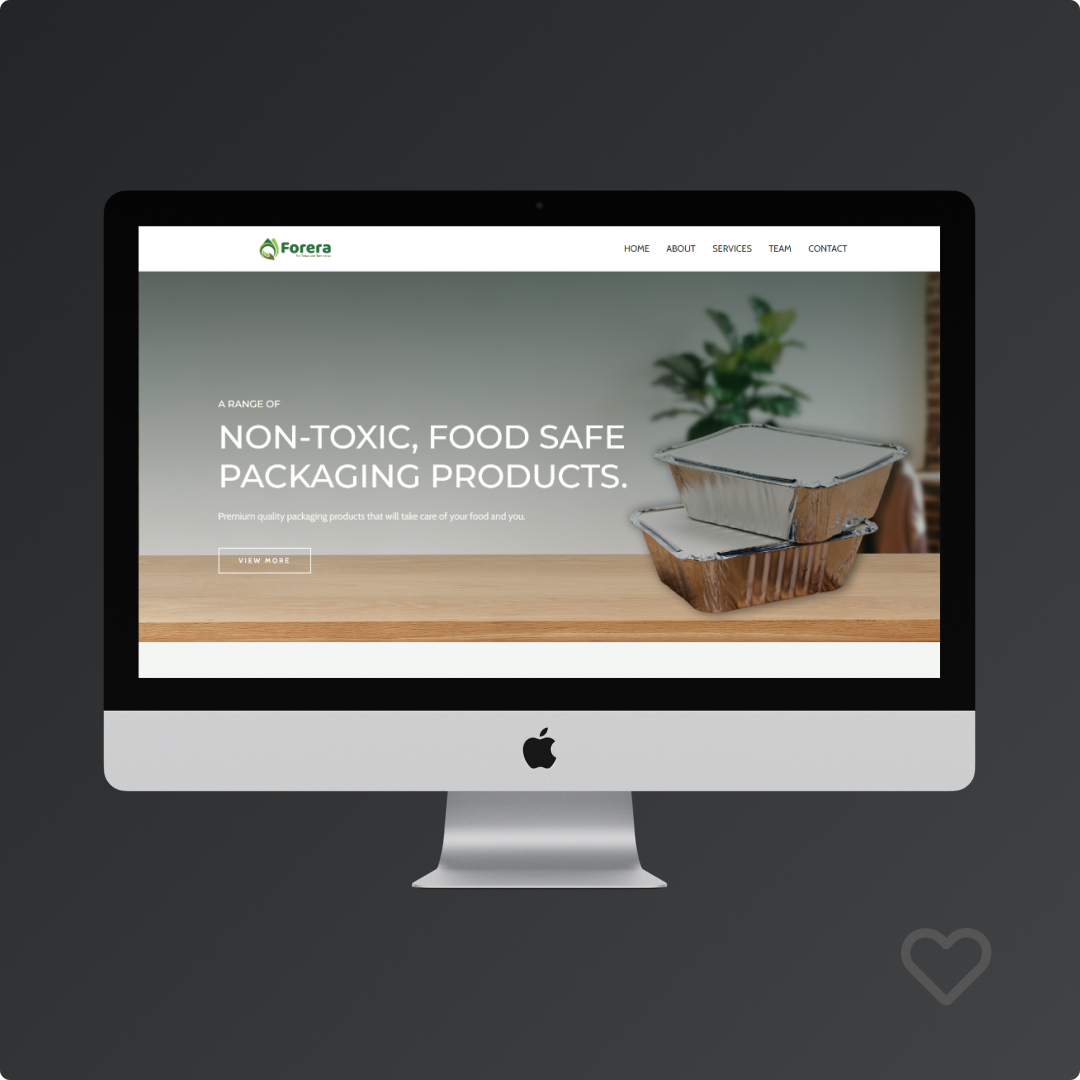 Forera
HOME ABOUT SERVICES TEAM CONTACT
A RANGE OF
NON-TOXIC, FOOD SAFE
PACKAGING PRODUCTS.
Premium quality packaging products that will take care of your food and you.
VIEW MORE